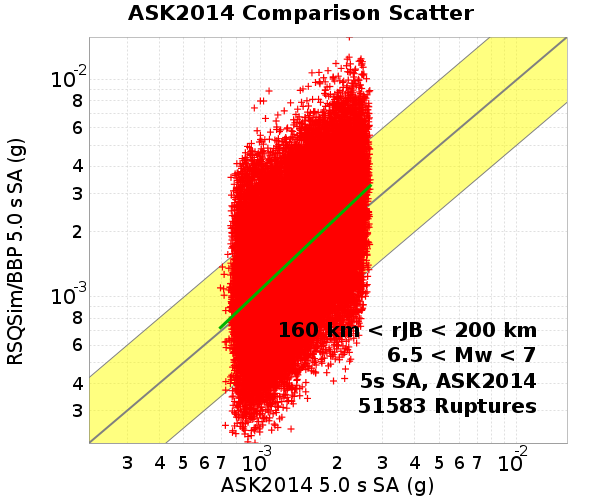 ASK2014 Comparison Scatter
RSQSim/BBP 5.0 s SA (g)
10-2
8
6
4
3
2
10-3
8
6
4
3
160 km < rJB < 200 km
6.5 < Mw < 7
5s SA, ASK2014
51583 Ruptures
3 4 5 6 7 10-3 2 3 4 5 6 7 10-2
ASK2014 5.0 s SA (g)